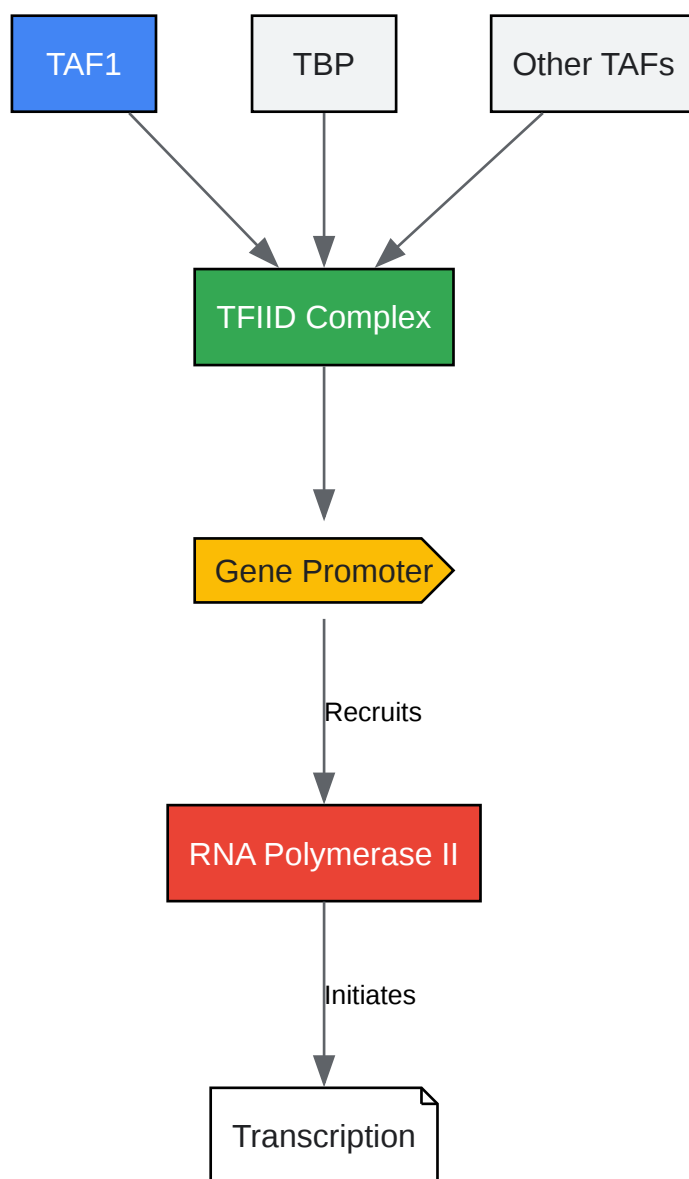 TAF1
TBP
Other TAFs
TFIID Complex
Gene Promoter
Recruits
RNA Polymerase II
Initiates
Transcription